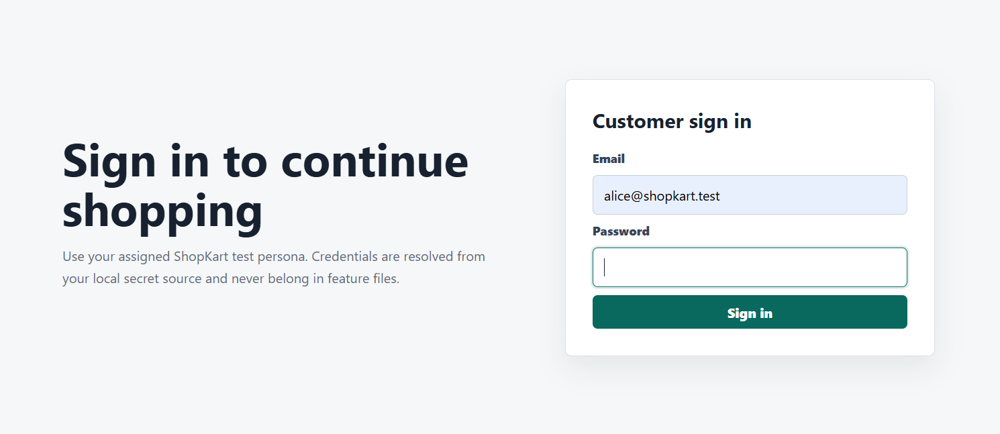 Sign in to continue
shopping
Use your assigned ShopKart test persona. Credentials are resolved from
your local secret source and never belong in feature files.
Customer sign in
Email
alice@shopkart.test
Password
Sign in